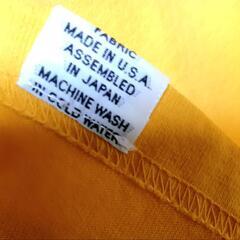 FABRIC
MADE IN U.S.A.
ASSEMBLED
IN JAPAN
MACHINE WASH
IN COLD WATER